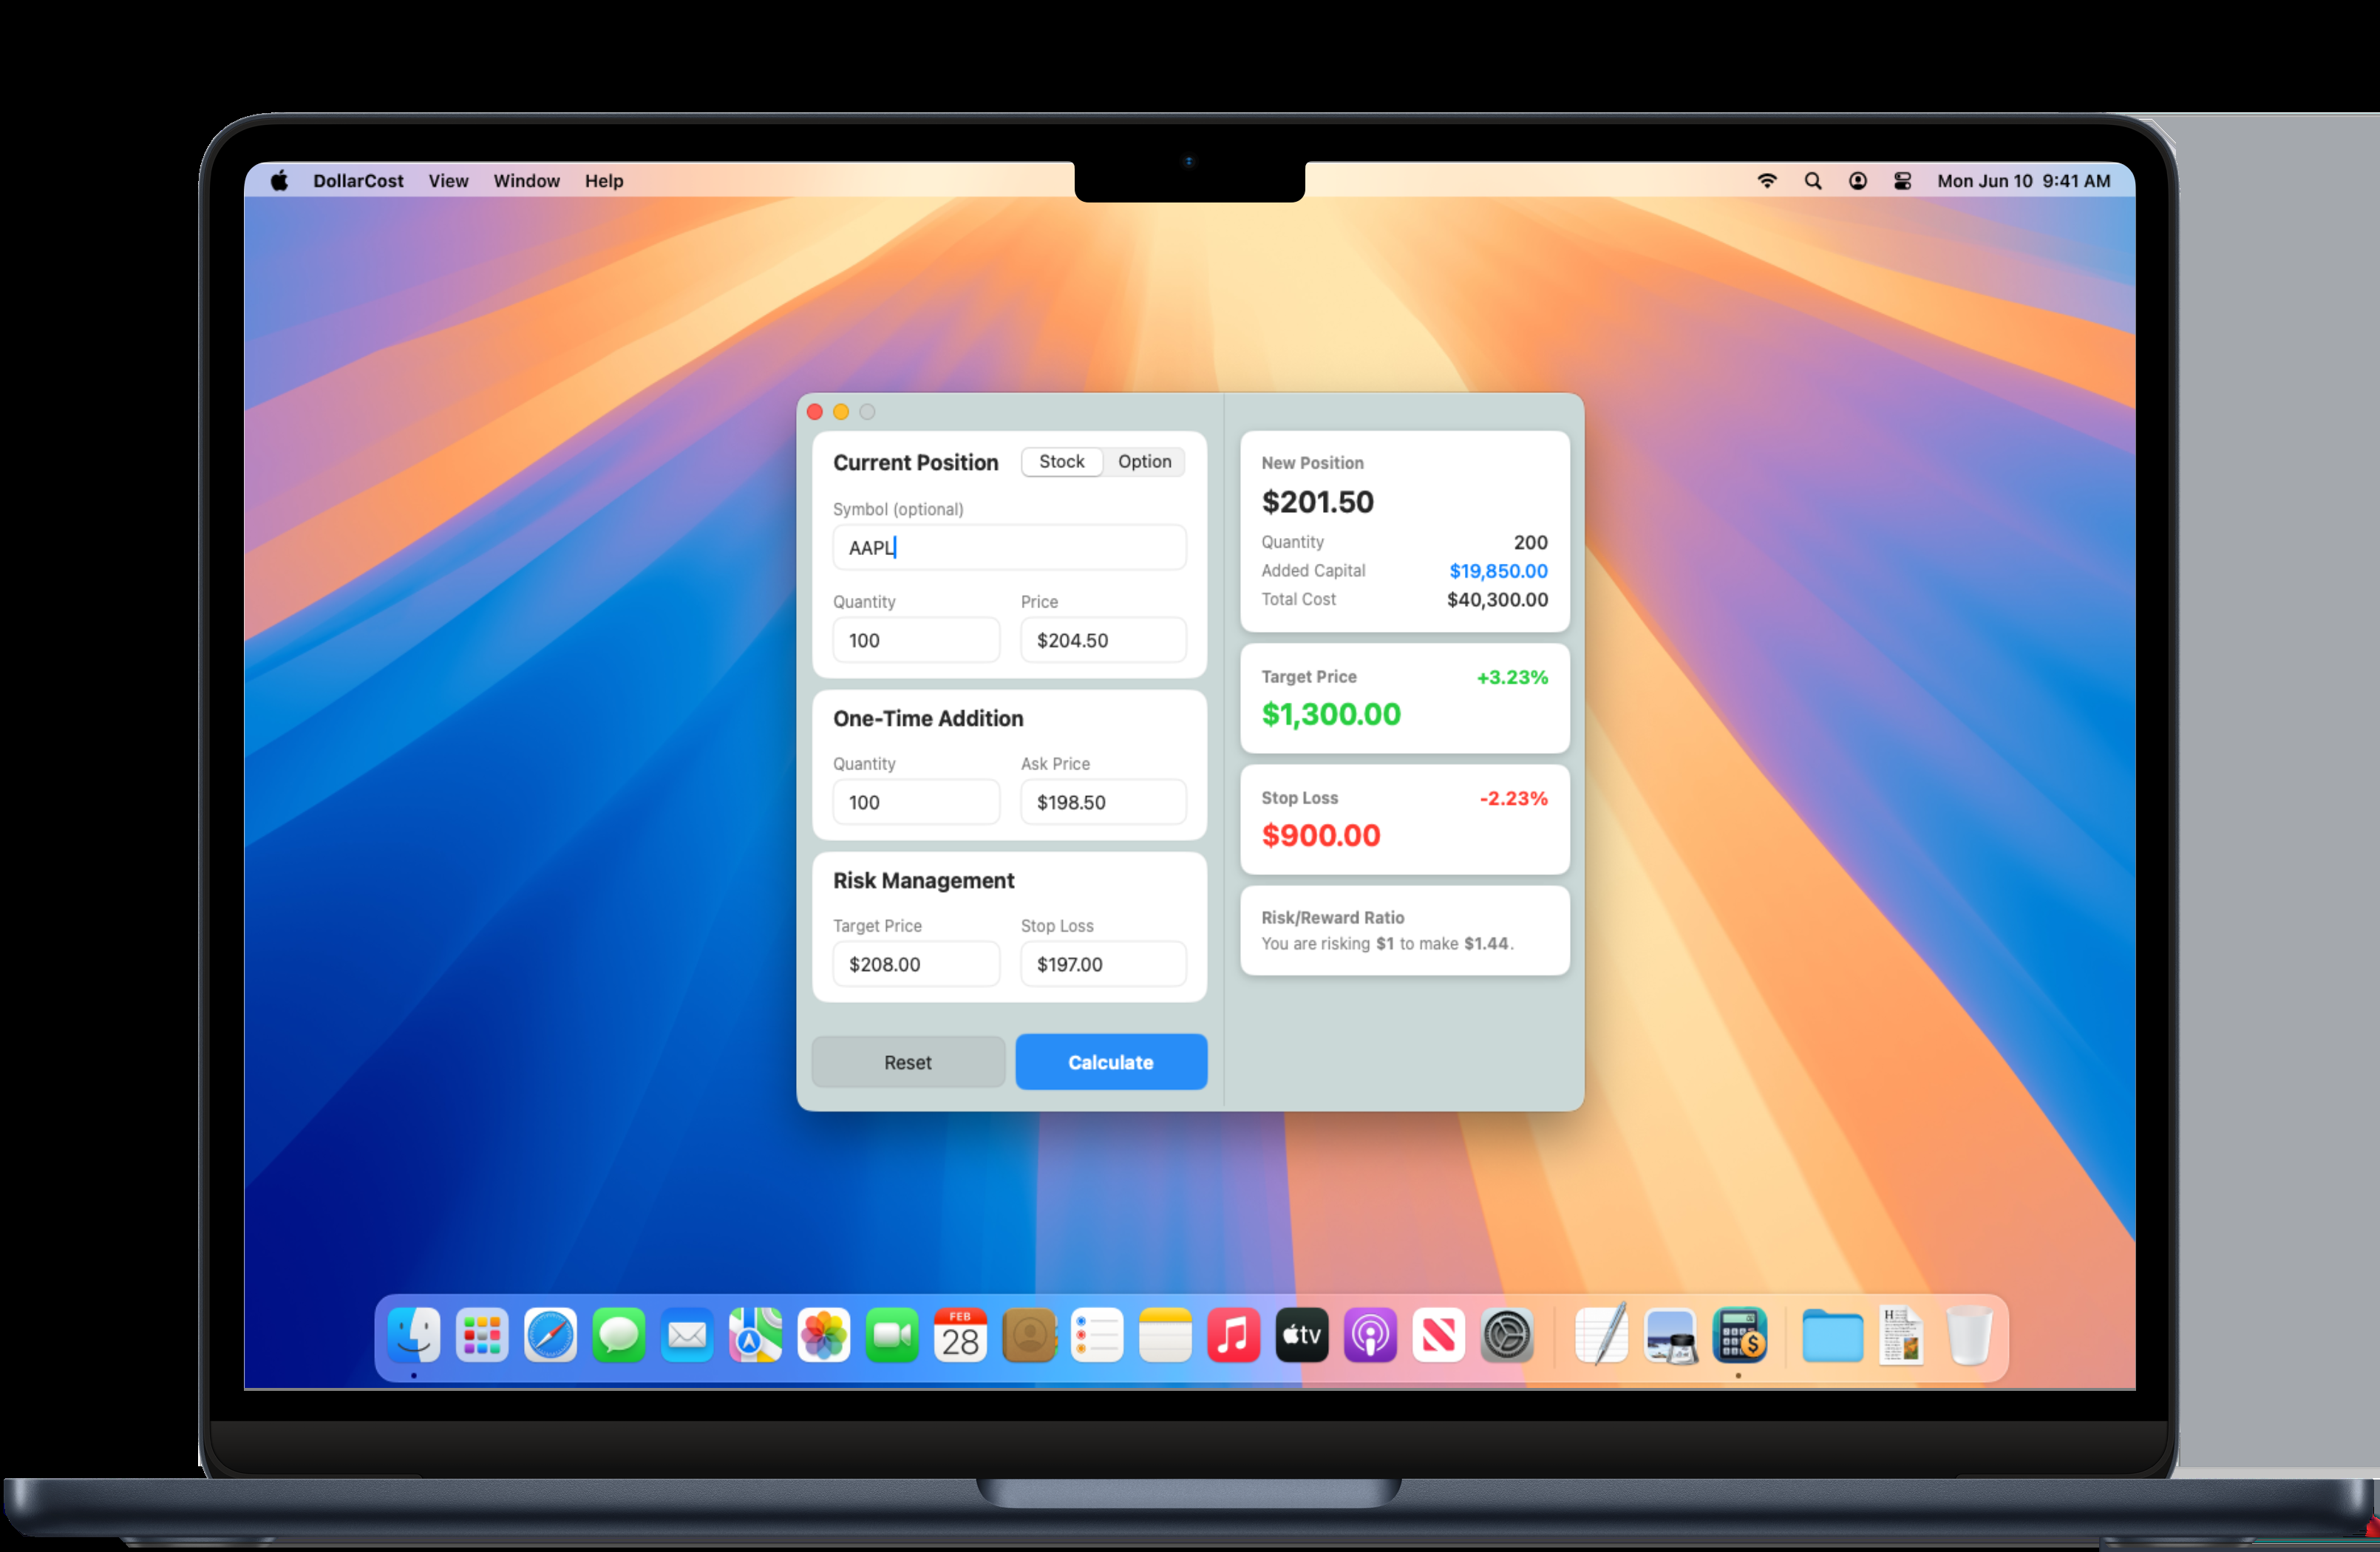 DollarCost View Window Help
Mon Jun 10 9:41 AM
Current Position
Stock Option
Symbol (optional)
AAPL
Quantity Price
100 $204.50
One-Time Addition
Quantity Ask Price
100 $198.50
Risk Management
Target Price Stop Loss
$208.00 $197.00
Reset Calculate
New Position
$201.50
Quantity 200
Added Capital $19,850.00
Total Cost $40,300.00
Target Price +3.23%
$1,300.00
Stop Loss -2.23%
$900.00
Risk/Reward Ratio
You are risking $1 to make $1.44.
FEB
28
tv